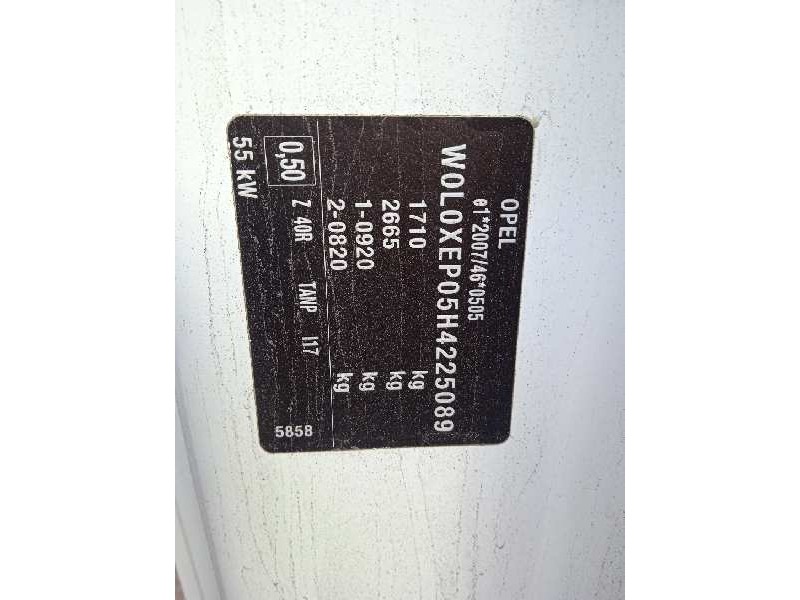 OPEL
e1*2007/46*0505
W0L0XEP05H4225089
1710 kg
2665 kg
1-0920 kg
2-0820 kg
Z 40R TANP I17
0,50
5858
55 kW